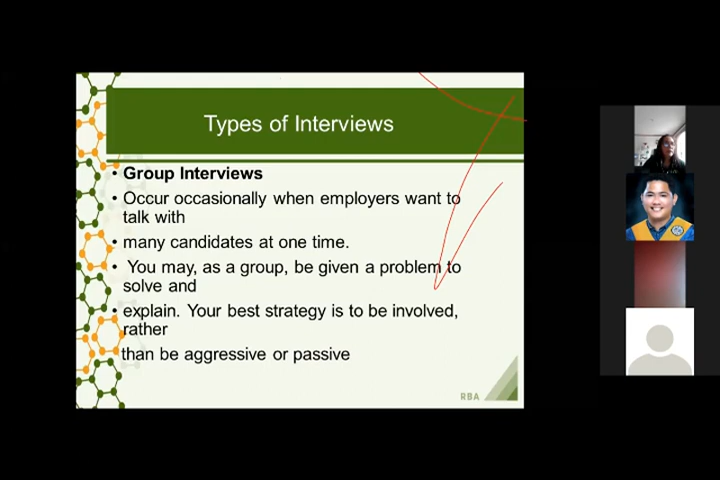 Types of Interviews
• Group Interviews
• Occur occasionally when employers want to
talk with
• many candidates at one time.
• You may, as a group, be given a problem to
solve and
• explain. Your best strategy is to be involved,
rather
than be aggressive or passive
RBA